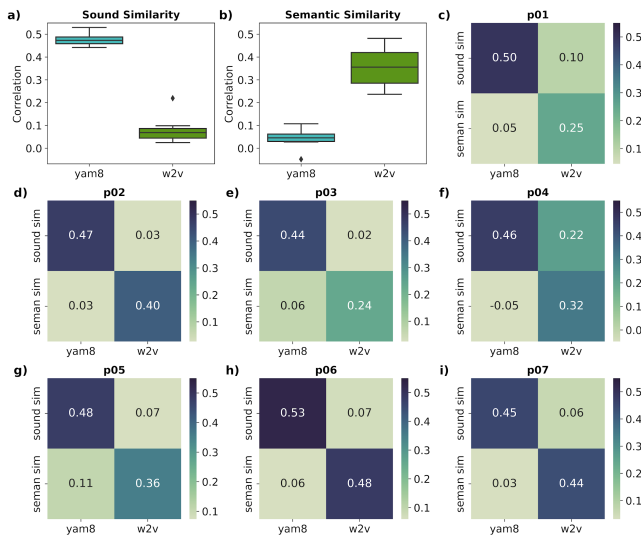 a) Sound Similarity
Correlation
0.5
0.4
0.3
0.2
0.1
0.0
yam8 w2v
b) Semantic Similarity
Correlation
0.5
0.4
0.3
0.2
0.1
0.0
yam8 w2v
c) p01
sound sim
seman sim
0.50 0.10
0.05 0.25
yam8 w2v
0.5
0.4
0.3
0.2
0.1
d) p02
sound sim
seman sim
0.47 0.03
0.03 0.40
yam8 w2v
0.5
0.4
0.3
0.2
0.1
e) p03
sound sim
seman sim
0.44 0.02
0.06 0.24
yam8 w2v
0.5
0.4
0.3
0.2
0.1
f) p04
sound sim
seman sim
0.46 0.22
-0.05 0.32
yam8 w2v
0.5
0.4
0.3
0.2
0.1
0.0
g) p05
sound sim
seman sim
0.48 0.07
0.11 0.36
yam8 w2v
0.5
0.4
0.3
0.2
0.1
h) p06
sound sim
seman sim
0.53 0.07
0.06 0.48
yam8 w2v
0.5
0.4
0.3
0.2
0.1
i) p07
sound sim
seman sim
0.45 0.06
0.03 0.44
yam8 w2v
0.5
0.4
0.3
0.2
0.1